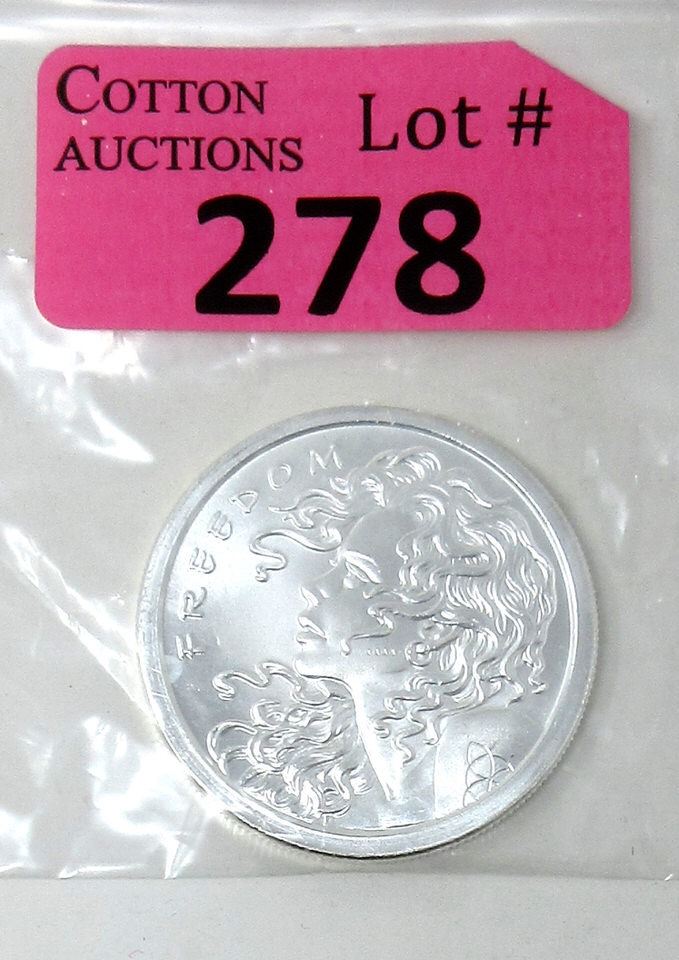 COTTON
AUCTIONS
Lot #
278
FREEDOM